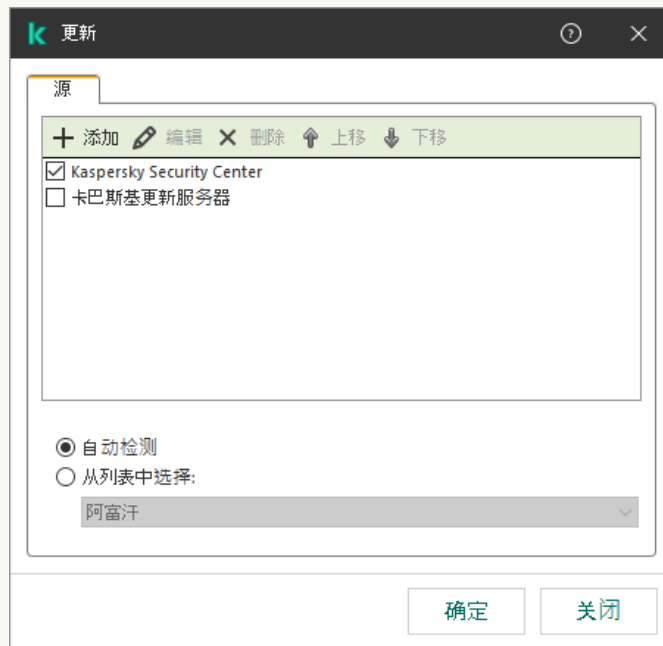 更新
源
添加 编辑 删除 上移 下移
Kaspersky Security Center
卡巴斯基更新服务器
自动检测
从列表中选择:
阿富汗
确定 关闭